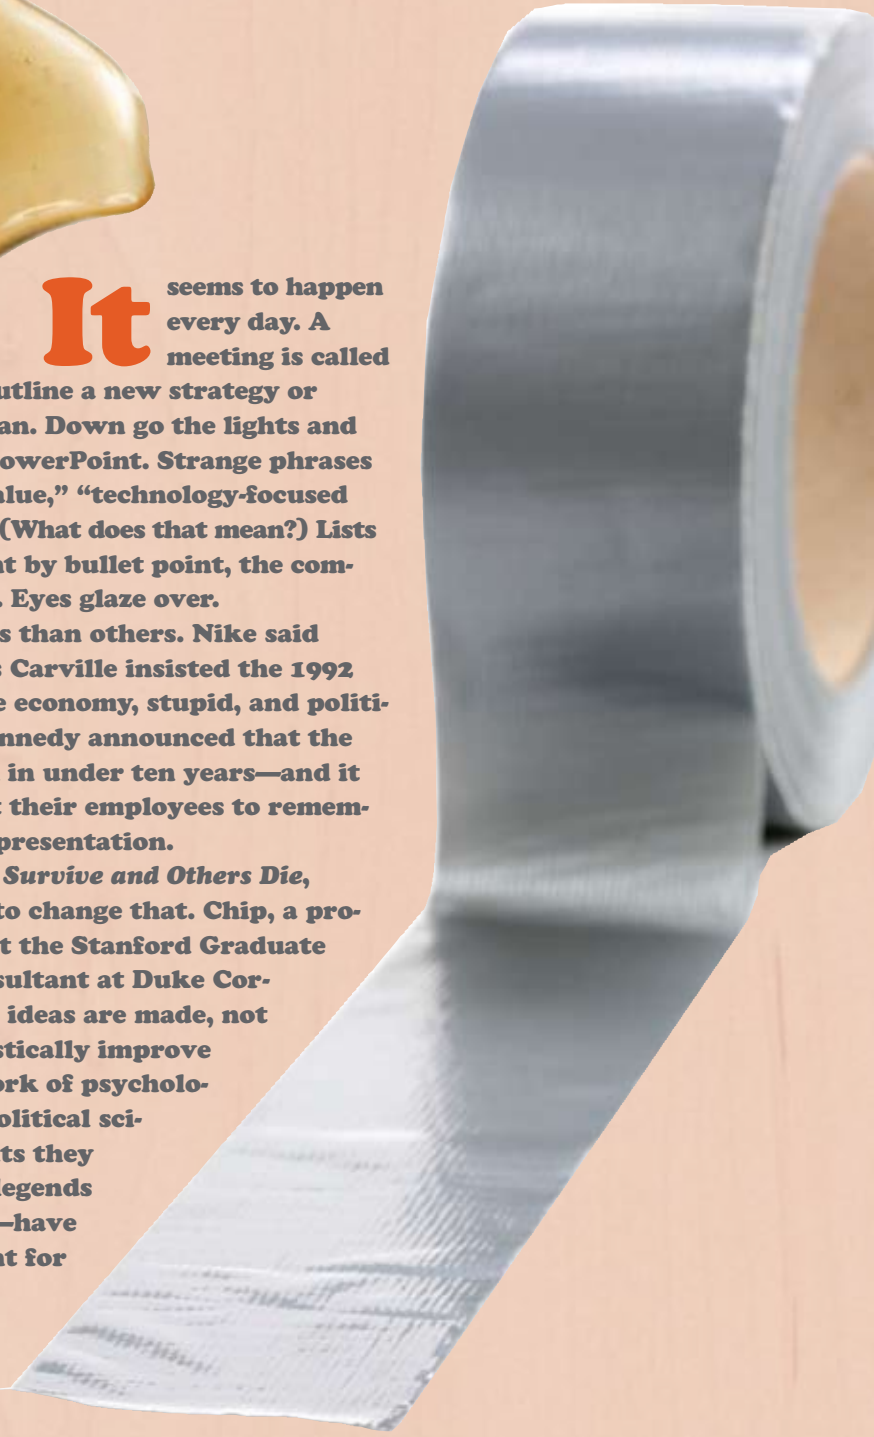 It seems to happen
every day. A
meeting is called
utline a new strategy or
an. Down go the lights and
owerPoint. Strange phrases
alue,” “technology-focused
(What does that mean?) Lists
nt by bullet point, the com-
. Eyes glaze over.
s than others. Nike said
s Carville insisted the 1992
e economy, stupid, and politi-
nnedy announced that the
in under ten years—and it
t their employees to remem-
presentation.
Survive and Others Die,
to change that. Chip, a pro-
t the Stanford Graduate
sultant at Duke Cor-
ideas are made, not
stically improve
ork of psycholo-
olitical sci-
ts they
legends
—have
nt for